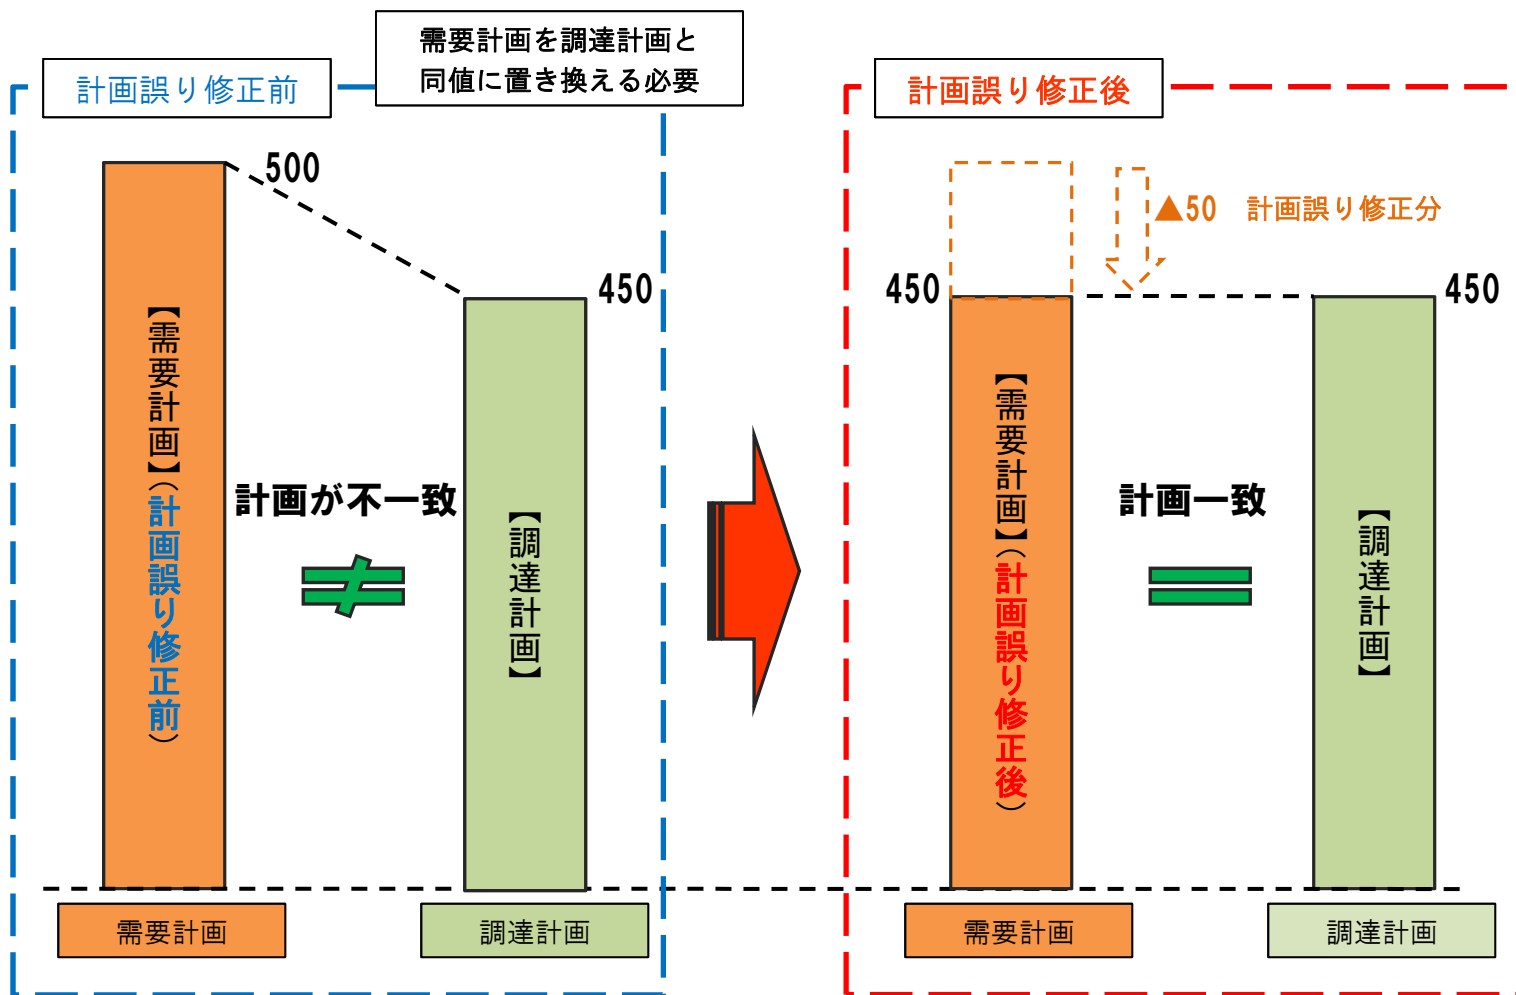 需要計画を調達計画と
同値に置き換える必要
計画誤り修正前
500
450
【需要計画】(計画誤り修正前)
計画が不一致
【調達計画】
需要計画
調達計画
計画誤り修正後
▲50 計画誤り修正分
450
450
【需要計画】(計画誤り修正後)
計画一致
【調達計画】
需要計画
調達計画